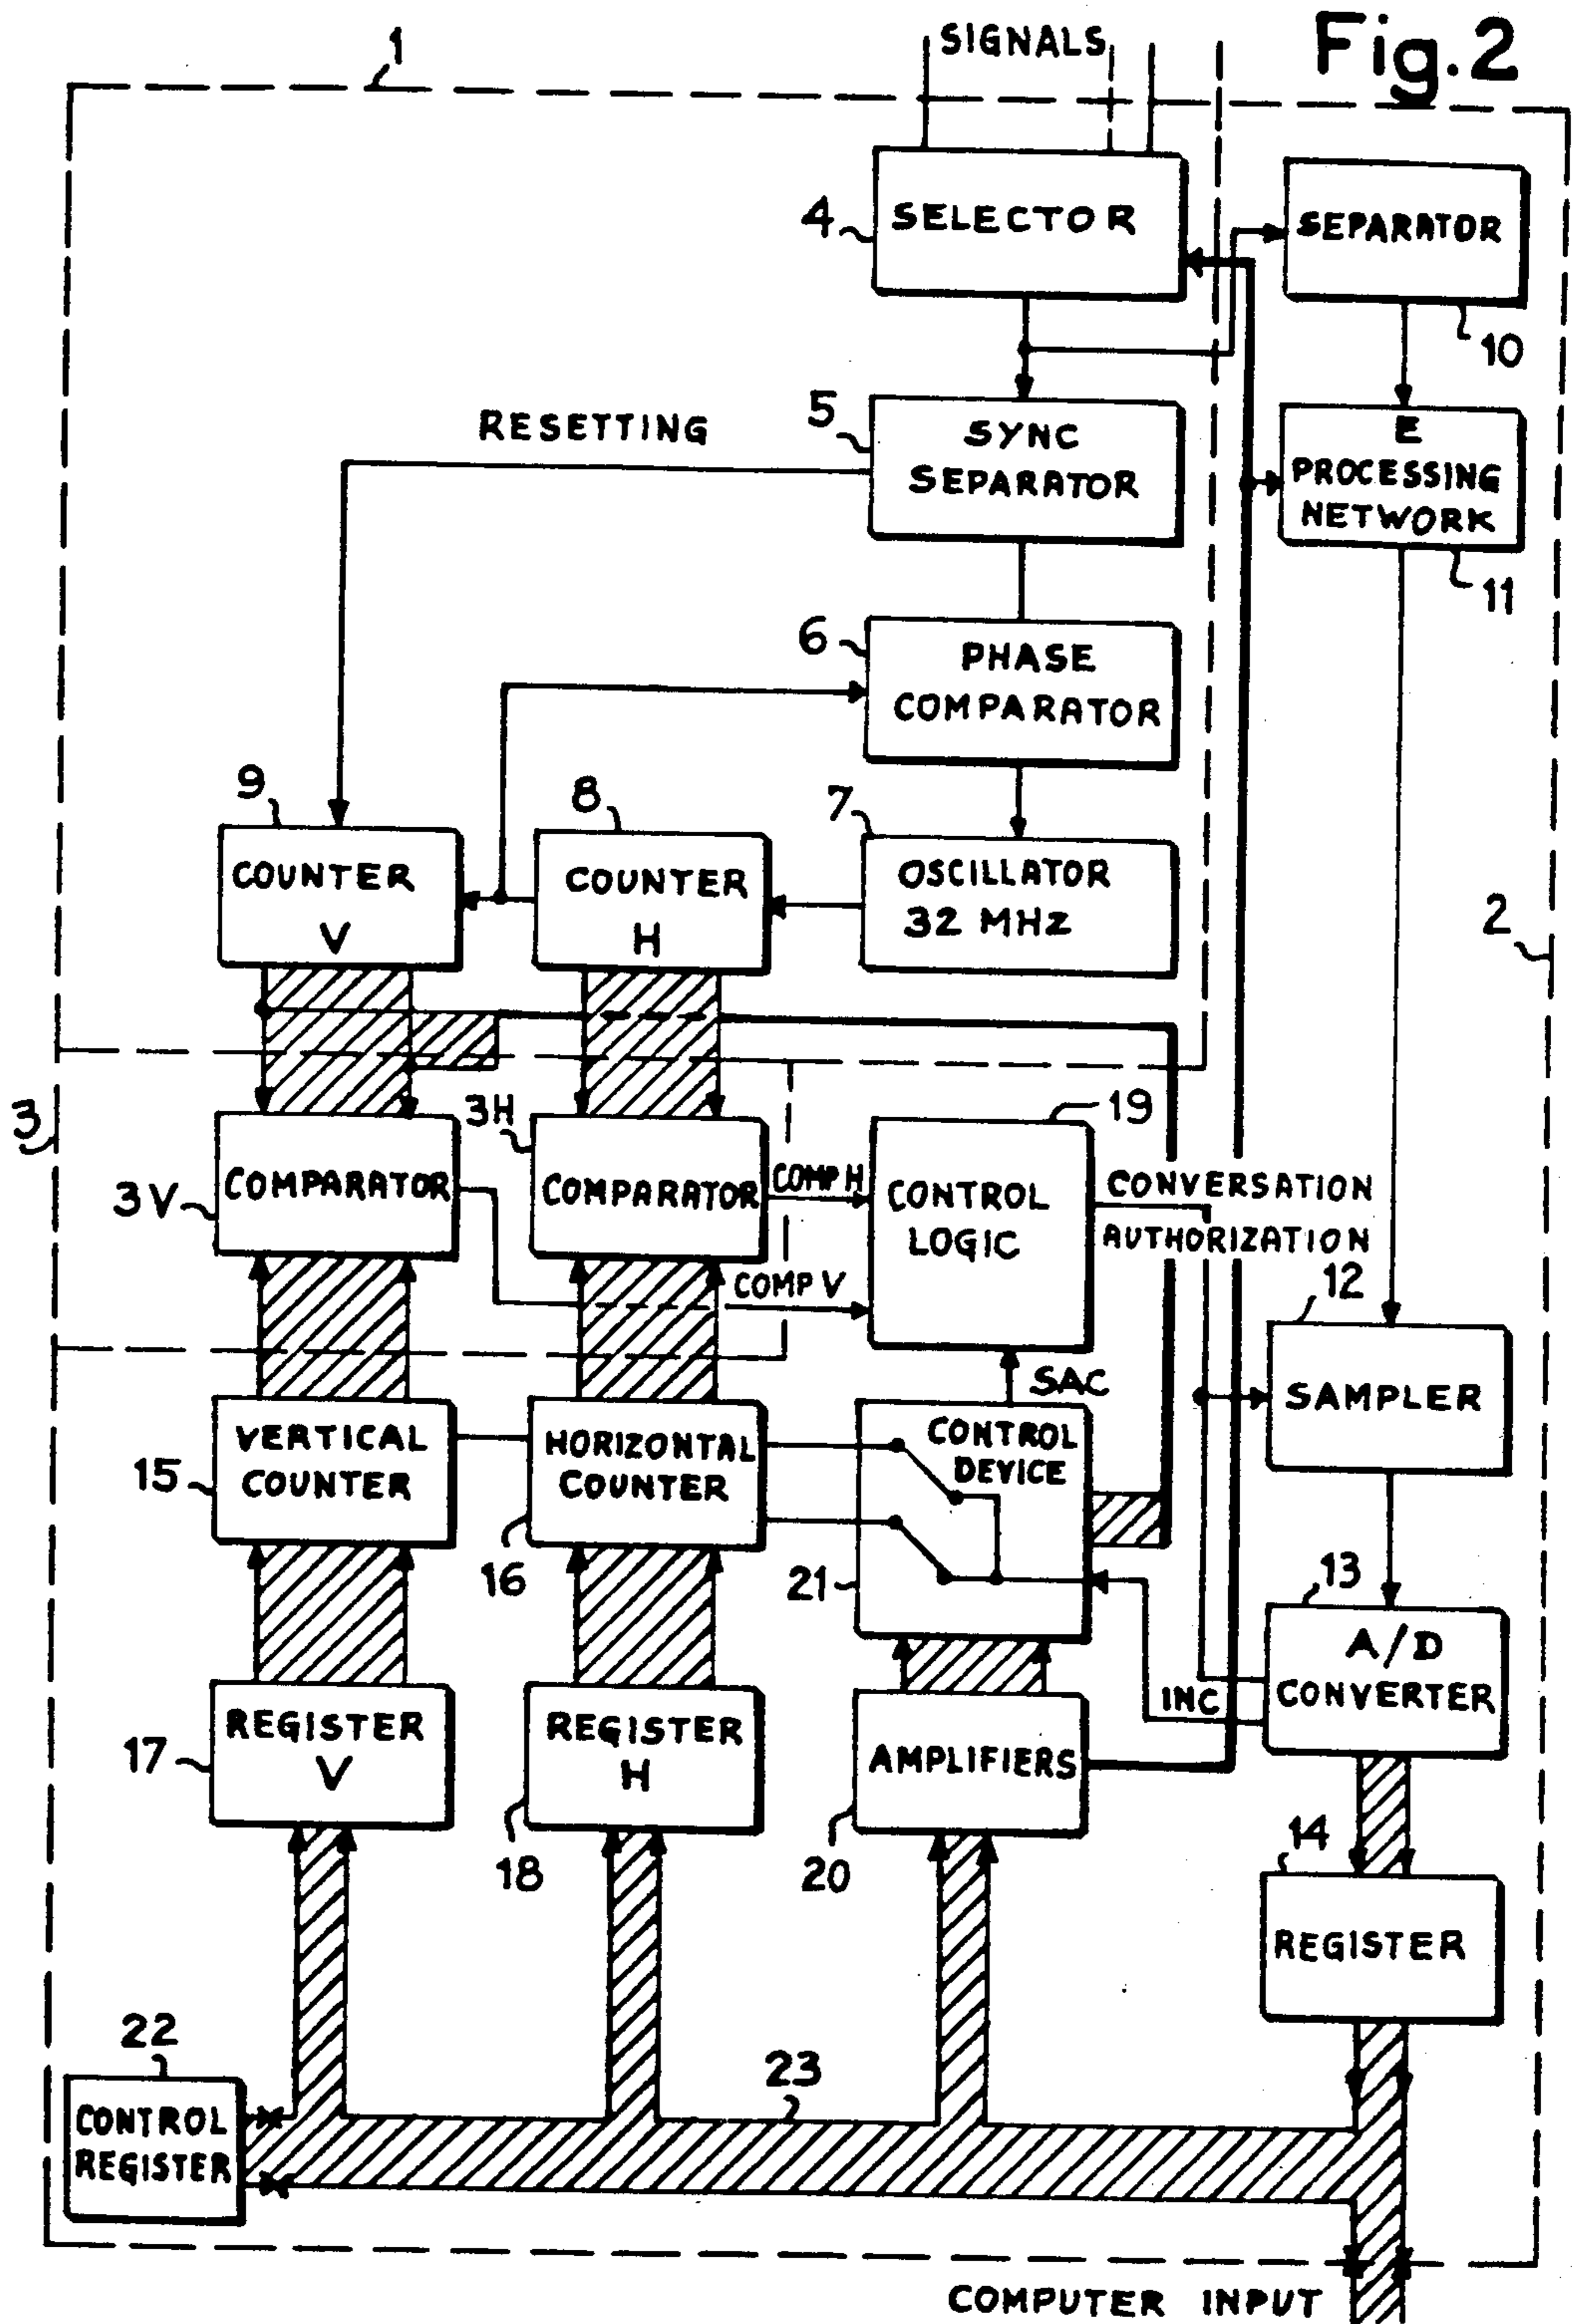 Fig.2
SIGNALS
1
4
SELECTOR
SEPARATOR
10
RESETTING
5
SYNC
SEPARATOR
E
PROCESSING
NETWORK
11
6
PHASE
COMPARATOR
9
8
7
COUNTER
V
COUNTER
H
OSCILLATOR
32 MHz
2
3
3V
COMPARATOR
3H
COMPARATOR
COMP H
COMP V
19
CONTROL
LOGIC
CONVERSATION
AUTHORIZATION
12
SAMPLER
SAC
15
VERTICAL
COUNTER
16
HORIZONTAL
COUNTER
CONTROL
DEVICE
21
13
A/D
CONVERTER
INC
17
REGISTER
V
18
REGISTER
H
AMPLIFIERS
20
14
REGISTER
22
CONTROL
REGISTER
23
COMPUTER INPUT